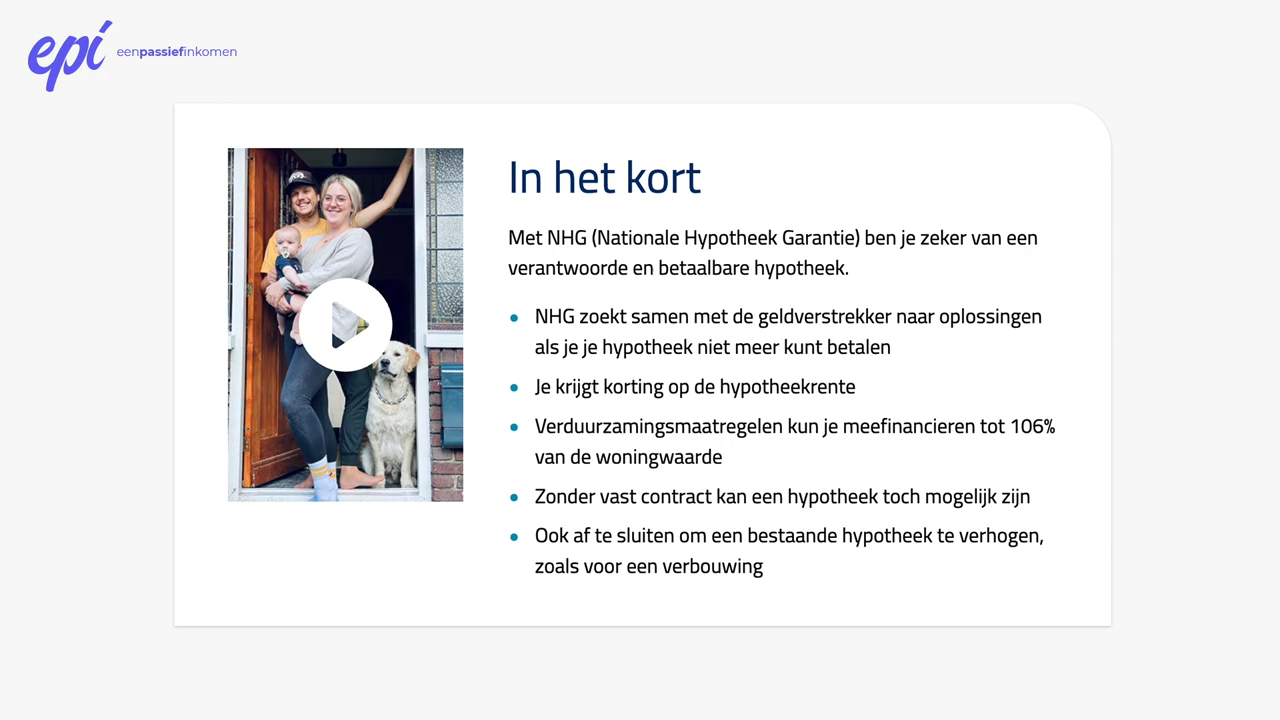 epi eenpassiefinkomen
In het kort
Met NHG (Nationale Hypotheek Garantie) ben je zeker van een
verantwoorde en betaalbare hypotheek.
NHG zoekt samen met de geldverstrekker naar oplossingen
als je je hypotheek niet meer kunt betalen
Je krijgt korting op de hypotheekrente
Verduurzamingsmaatregelen kun je meefinancieren tot 106%
van de woningwaarde
Zonder vast contract kan een hypotheek toch mogelijk zijn
Ook af te sluiten om een bestaande hypotheek te verhogen,
zoals voor een verbouwing